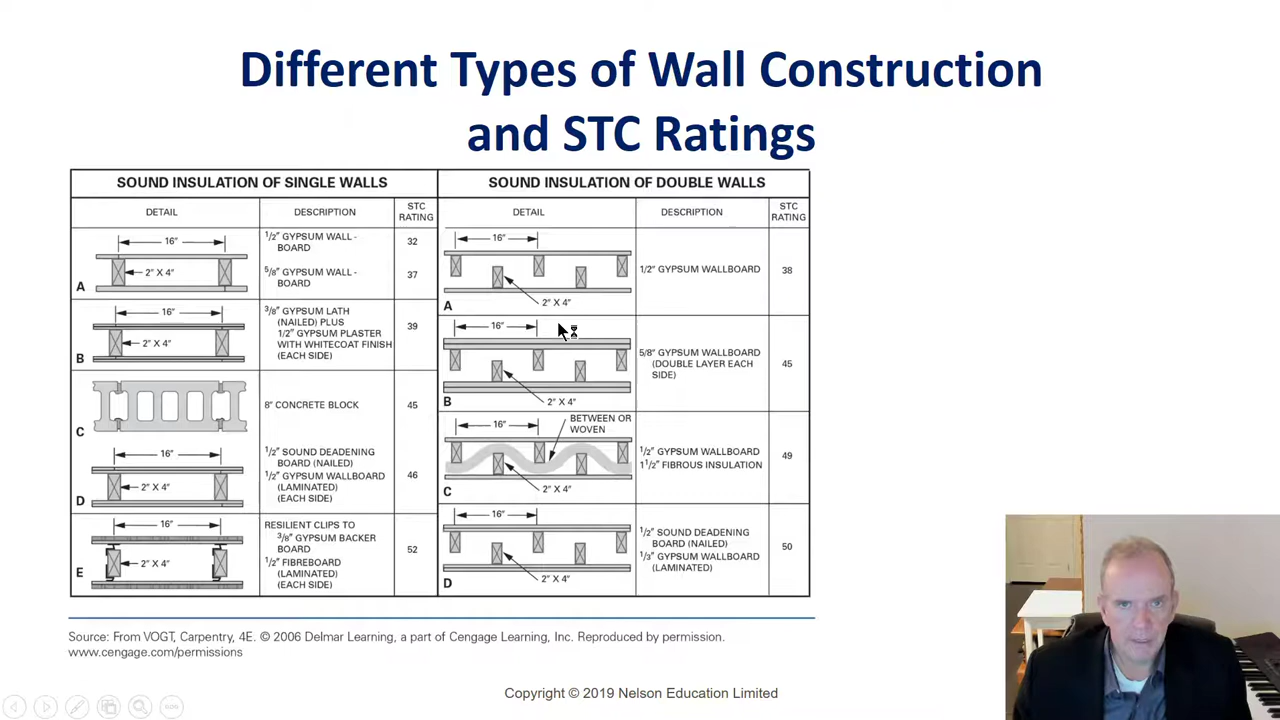 Different Types of Wall Construction
and STC Ratings
SOUND INSULATION OF SINGLE WALLS
DETAIL
DESCRIPTION
STC
RATING
16"
2" X 4"
A
1/2" GYPSUM WALL -
BOARD
32
5/8" GYPSUM WALL -
BOARD
37
16"
2" X 4"
B
3/8" GYPSUM LATH
(NAILED) PLUS
1/2" GYPSUM PLASTER
WITH WHITECOAT FINISH
(EACH SIDE)
39
C
8" CONCRETE BLOCK
45
16"
2" X 4"
D
1/2" SOUND DEADENING
BOARD (NAILED)
1/2" GYPSUM WALLBOARD
(LAMINATED)
(EACH SIDE)
46
16"
2" X 4"
E
RESILIENT CLIPS TO
3/8" GYPSUM BACKER
BOARD
1/2" FIBREBOARD
(LAMINATED)
(EACH SIDE)
52
SOUND INSULATION OF DOUBLE WALLS
DETAIL
DESCRIPTION
STC
RATING
16"
2" X 4"
A
1/2" GYPSUM WALLBOARD
38
16"
2" X 4"
B
5/8" GYPSUM WALLBOARD
(DOUBLE LAYER EACH
SIDE)
45
16"
BETWEEN OR
WOVEN
2" X 4"
C
1/2" GYPSUM WALLBOARD
1 1/2" FIBROUS INSULATION
49
16"
2" X 4"
D
1/2" SOUND DEADENING
BOARD (NAILED)
1/3" GYPSUM WALLBOARD
(LAMINATED)
50
Source: From VOGT, Carpentry, 4E. © 2006 Delmar Learning, a part of Cengage Learning, Inc. Reproduced by permission.
www.cengage.com/permissions
Copyright © 2019 Nelson Education Limited